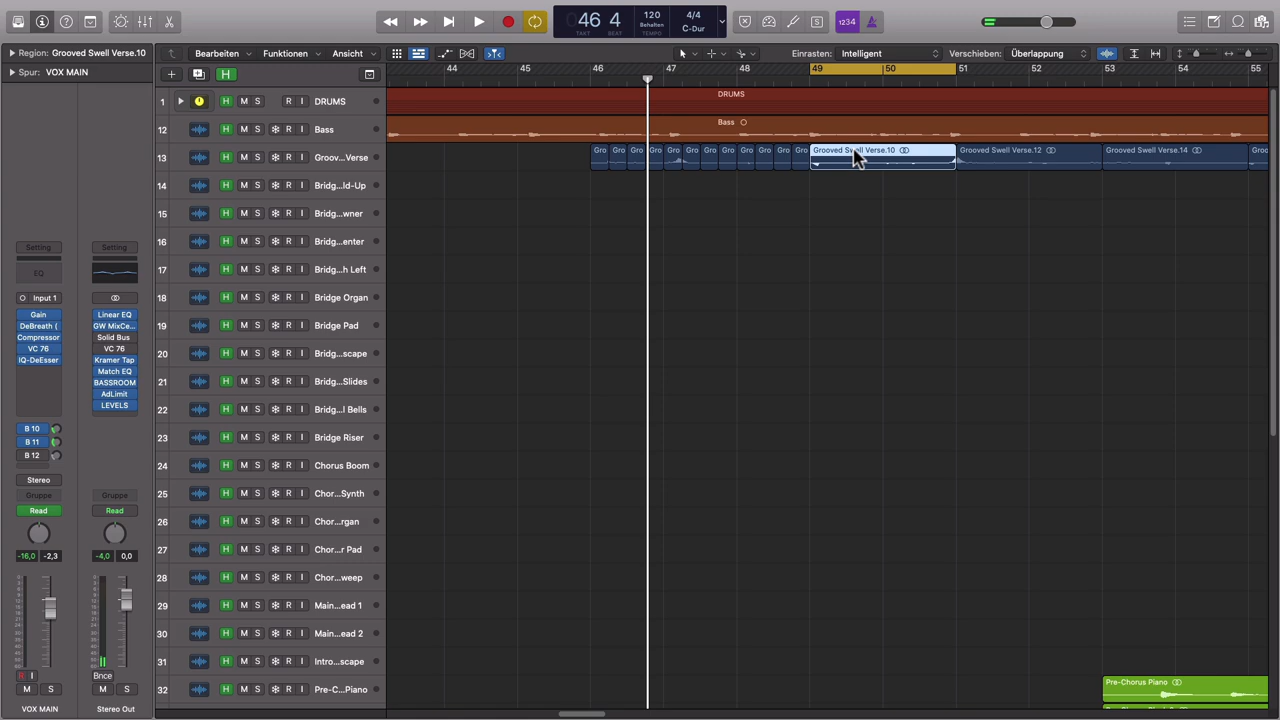 46 4
TAKT BEAT
120
Behalten
TEMPO
4/4
C-Dur
1234
Region: Grooved Swell Verse.10
Spur: VOX MAIN
Bearbeiten
Funktionen
Ansicht
Einrasten: Intelligent
Verschieben: Überlappung
44 45 46 47 48 49 50 51 52 53 54 55
1 H M S R I DRUMS
12 H M S R I Bass
13 H M S R I Groov...Verse
14 H M S R I Bridg...ld-Up
15 H M S R I Bridg...wner
16 H M S R I Bridg...enter
17 H M S R I Bridg...h Left
18 H M S R I Bridge Organ
19 H M S R I Bridge Pad
20 H M S R I Bridg...scape
21 H M S R I Bridg...Slides
22 H M S R I Bridg...l Bells
23 H M S R I Bridge Riser
24 H M S R I Chorus Boom
25 H M S R I Chor...Synth
26 H M S R I Chor...rgan
27 H M S R I Chor...r Pad
28 H M S R I Chor...weep
29 H M S R I Main...ead 1
30 H M S R I Main...ead 2
31 H M S R I Intro...scape
32 H M S R I Pre-C...Piano
DRUMS
Bass
Gro Gro Gro Gro Gro Gro Gro Gro Gro Gro Gro Gro Grooved Swell Verse.10 Grooved Swell Verse.12 Grooved Swell Verse.14 Groo
Pre-Chorus Piano
Setting
EQ
Input 1
Gain
DeBreath (
Compressor
VC 76
IQ-DeEsser
B 10
B 11
B 12
Stereo
Gruppe
Read
-16,0 -2,3
R I
M S
VOX MAIN
Setting
Linear EQ
GW MixCe...
Solid Bus
VC 76
Kramer Tap
Match EQ
BASSROOM
AdLimit
LEVELS
Gruppe
Read
-4,0 0,0
Bnce
M S
Stereo Out